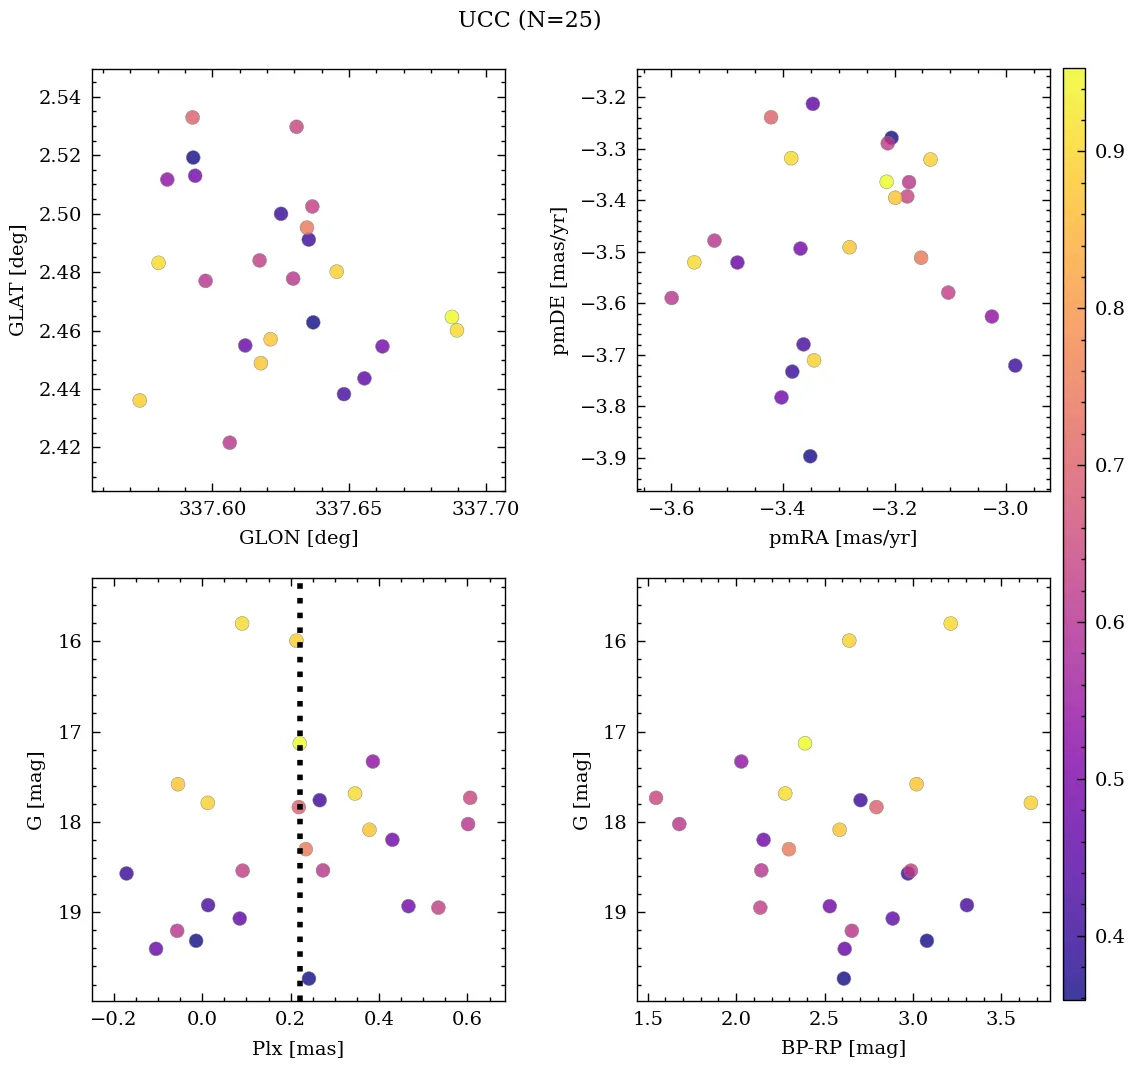 UCC (N=25)
2.54
2.52
2.50
2.48
2.46
2.44
2.42
GLAT [deg]
337.60 337.65 337.70
GLON [deg]
−3.2
−3.3
−3.4
−3.5
−3.6
−3.7
−3.8
−3.9
pmDE [mas/yr]
−3.6 −3.4 −3.2 −3.0
pmRA [mas/yr]
0.9
0.8
0.7
0.6
0.5
0.4
16
17
18
19
G [mag]
−0.2 0.0 0.2 0.4 0.6
Plx [mas]
16
17
18
19
G [mag]
1.5 2.0 2.5 3.0 3.5
BP-RP [mag]